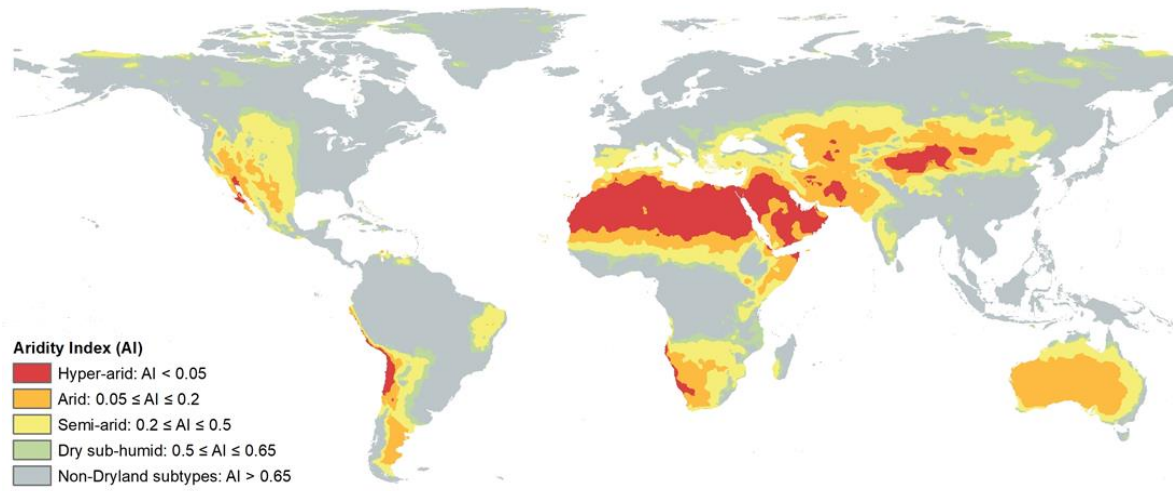 Aridity Index (AI)
Hyper-arid: AI < 0.05
Arid: 0.05 ≤ AI ≤ 0.2
Semi-arid: 0.2 ≤ AI ≤ 0.5
Dry sub-humid: 0.5 ≤ AI ≤ 0.65
Non-Dryland subtypes: AI > 0.65